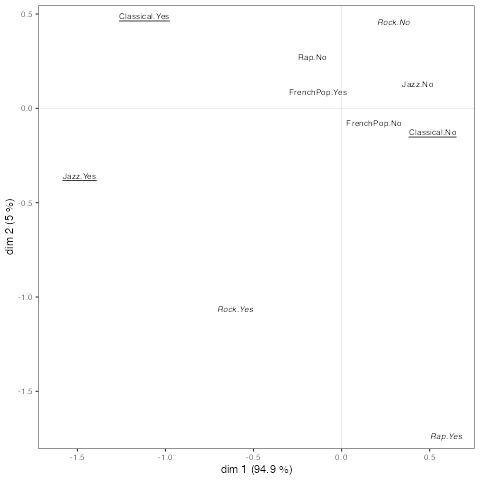 0.5
Classical.Yes
Rock.No
Rap.No
Jazz.No
FrenchPop.Yes
0.0
FrenchPop.No
Classical.No
Jazz.Yes
-0.5
dim 2 (5 %)
-1.0
Rock.Yes
-1.5
Rap.Yes
-1.5 -1.0 -0.5 0.0 0.5
dim 1 (94.9 %)